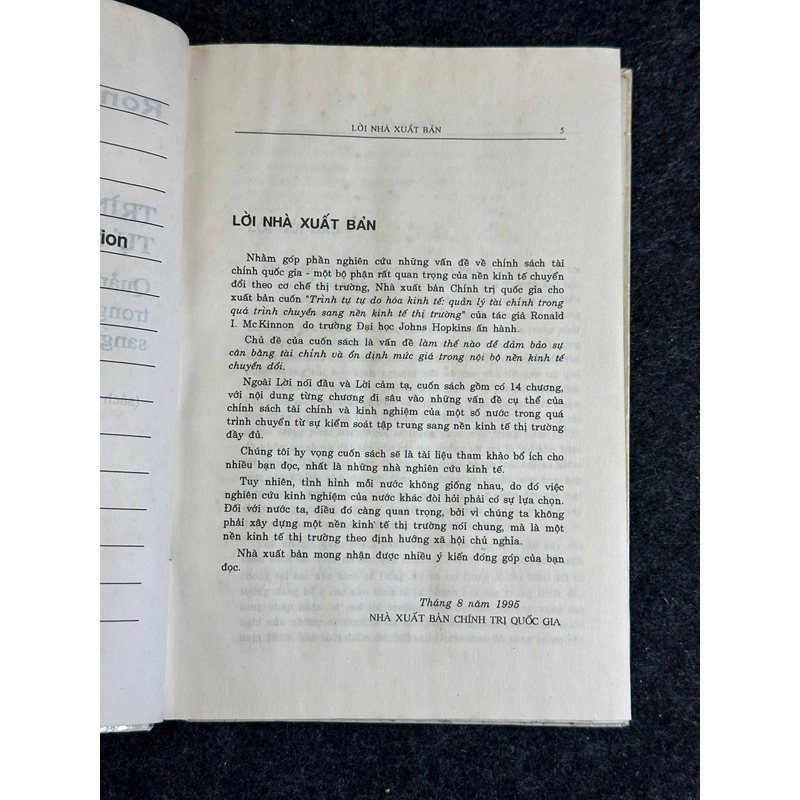 LỜI NHÀ XUẤT BẢN 5
LỜI NHÀ XUẤT BẢN
Nhằm góp phần nghiên cứu những vấn đề về chính sách tài
chính quốc gia - một bộ phận rất quan trọng của nền kinh tế chuyển
đổi theo cơ chế thị trường, Nhà xuất bản Chính trị quốc gia cho
xuất bản cuốn "Trình tự tự do hóa kinh tế: quản lý tài chính trong
quá trình chuyển sang nền kinh tế thị trường" của tác giả Ronald
I. McKinnon do trường Đại học Johns Hopkins ấn hành.
Chủ đề của cuốn sách là vấn đề làm thế nào để đảm bảo sự
cân bằng tài chính và ổn định mức giá trong nội bộ nền kinh tế
chuyển đổi.
Ngoài Lời nói đầu và Lời cảm tạ, cuốn sách gồm có 14 chương,
với nội dung từng chương đi sâu vào những vấn đề cụ thể của
chính sách tài chính và kinh nghiệm của một số nước trong quá
trình chuyển từ sự kiểm soát tập trung sang nền kinh tế thị trường
đầy đủ.
Chúng tôi hy vọng cuốn sách sẽ là tài liệu tham khảo bổ ích cho
nhiều bạn đọc, nhất là những nhà nghiên cứu kinh tế.
Tuy nhiên, tình hình mỗi nước không giống nhau, do đó việc
nghiên cứu kinh nghiệm của nước khác đòi hỏi phải có sự lựa chọn.
Đối với nước ta, điều đó càng quan trọng, bởi vì chúng ta không
phải xây dựng một nền kinh tế thị trường nói chung, mà là một
nền kinh tế thị trường theo định hướng xã hội chủ nghĩa.
Nhà xuất bản mong nhận được nhiều ý kiến đóng góp của bạn
đọc.
Tháng 8 năm 1995
NHÀ XUẤT BẢN CHÍNH TRỊ QUỐC GIA